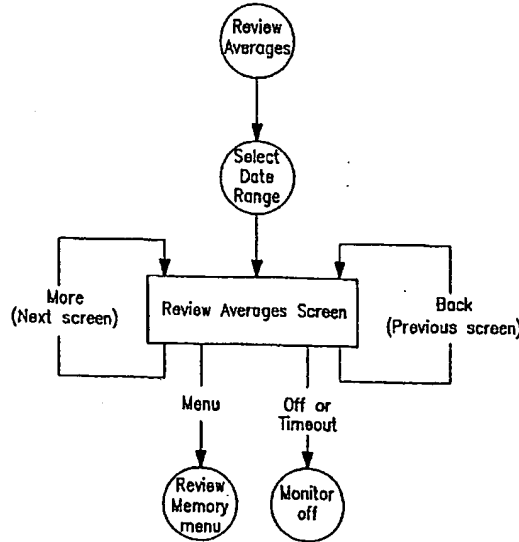 Review
Averages
Select
Date
Range
More
(Next screen)
Review Averages Screen
Back
(Previous screen)
Menu
Off or
Timeout
Review
Memory
menu
Monitor
off